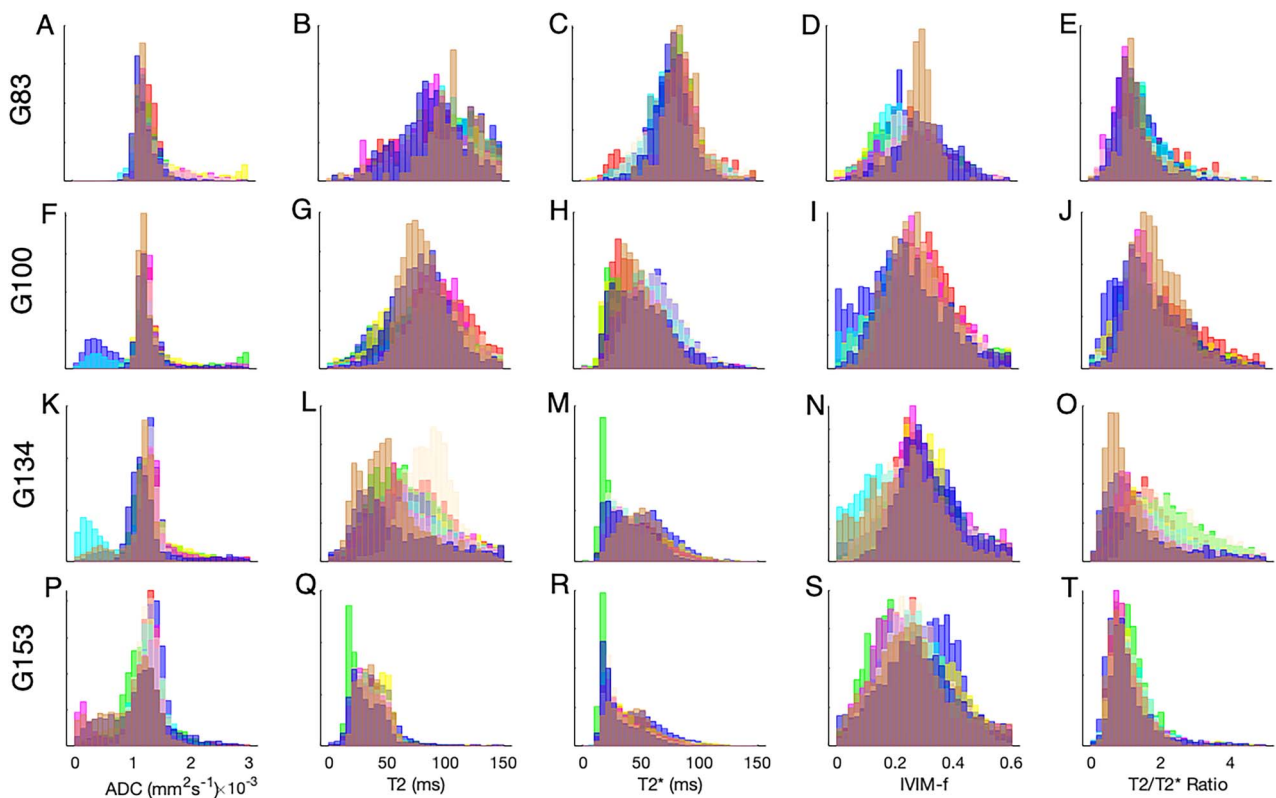 A B C D E
G83
F G H I J
G100
K L M N O
G134
P Q R S T
G153
0 1 2 3 0 50 100 150 0 50 100 150 0 0.2 0.4 0.6 0 2 4
ADC (mm²s⁻¹)×10⁻³ T2 (ms) T2* (ms) IVIM-f T2/T2* Ratio